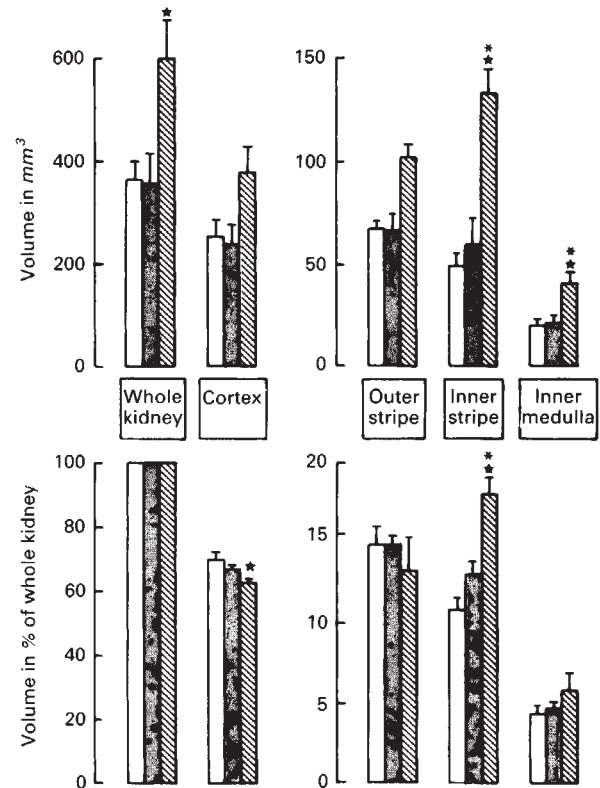 600
400
200
0
Volume in mm³
★
150
100
50
0
*
★
*
★
Whole
kidney
Cortex
Outer
stripe
Inner
stripe
Inner
medulla
100
80
60
40
20
0
Volume in % of whole kidney
★
20
15
10
5
0
*
★